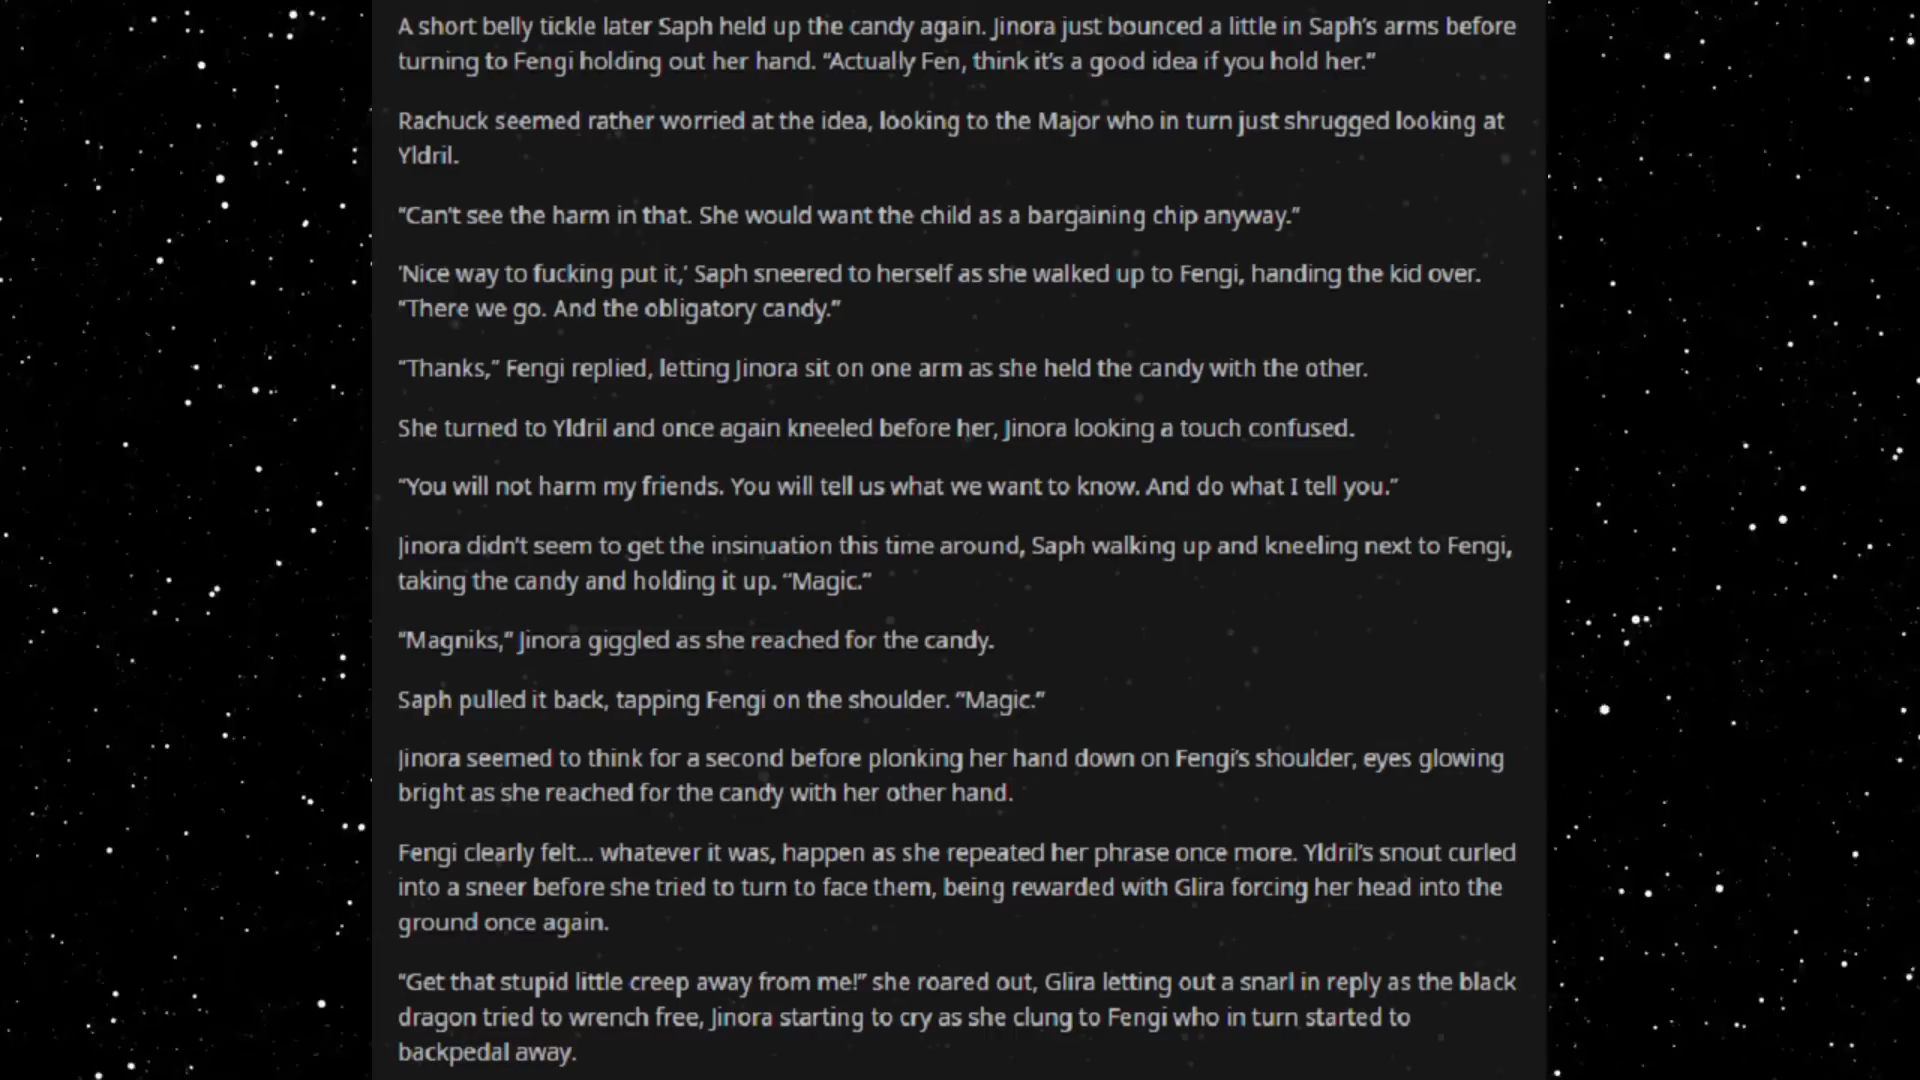 A short belly tickle later Saph held up the candy again. Jinora just bounced a little in Saph’s arms before
turning to Fengi holding out her hand. “Actually Fen, think it’s a good idea if you hold her.”
Rachuck seemed rather worried at the idea, looking to the Major who in turn just shrugged looking at
Yldril.
“Can’t see the harm in that. She would want the child as a bargaining chip anyway.”
‘Nice way to fucking put it,’ Saph sneered to herself as she walked up to Fengi, handing the kid over.
“There we go. And the obligatory candy.”
“Thanks,” Fengi replied, letting Jinora sit on one arm as she held the candy with the other.
She turned to Yldril and once again kneeled before her, Jinora looking a touch confused.
“You will not harm my friends. You will tell us what we want to know. And do what I tell you.”
Jinora didn’t seem to get the insinuation this time around, Saph walking up and kneeling next to Fengi,
taking the candy and holding it up. “Magic.”
“Magniks,” Jinora giggled as she reached for the candy.
Saph pulled it back, tapping Fengi on the shoulder. “Magic.”
Jinora seemed to think for a second before plonking her hand down on Fengi’s shoulder, eyes glowing
bright as she reached for the candy with her other hand.
Fengi clearly felt... whatever it was, happen as she repeated her phrase once more. Yldril’s snout curled
into a sneer before she tried to turn to face them, being rewarded with Glira forcing her head into the
ground once again.
“Get that stupid little creep away from me!” she roared out, Glira letting out a snarl in reply as the black
dragon tried to wrench free, Jinora starting to cry as she clung to Fengi who in turn started to
backpedal away.